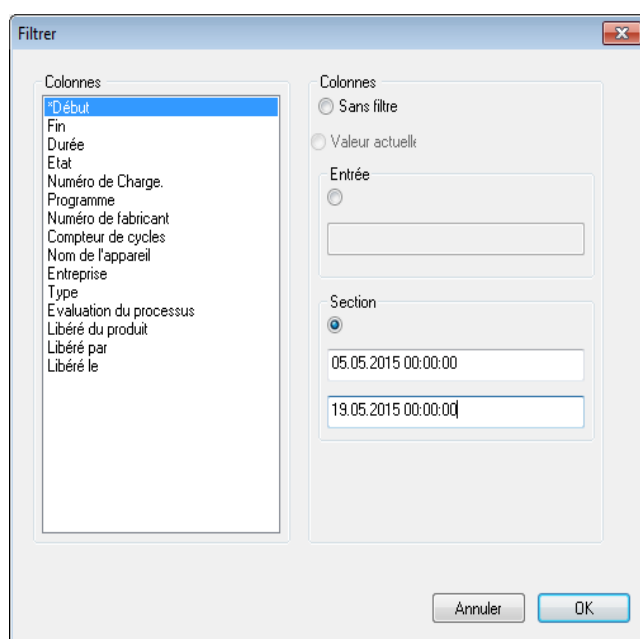 Filtrer
Colonnes
*Début
Fin
Durée
Etat
Numéro de Charge.
Programme
Numéro de fabricant
Compteur de cycles
Nom de l'appareil
Entreprise
Type
Evaluation du processus
Libéré du produit
Libéré par
Libéré le
Colonnes
Sans filtre
Valeur actuelle
Entrée
Section
05.05.2015 00:00:00
19.05.2015 00:00:00
Annuler
OK